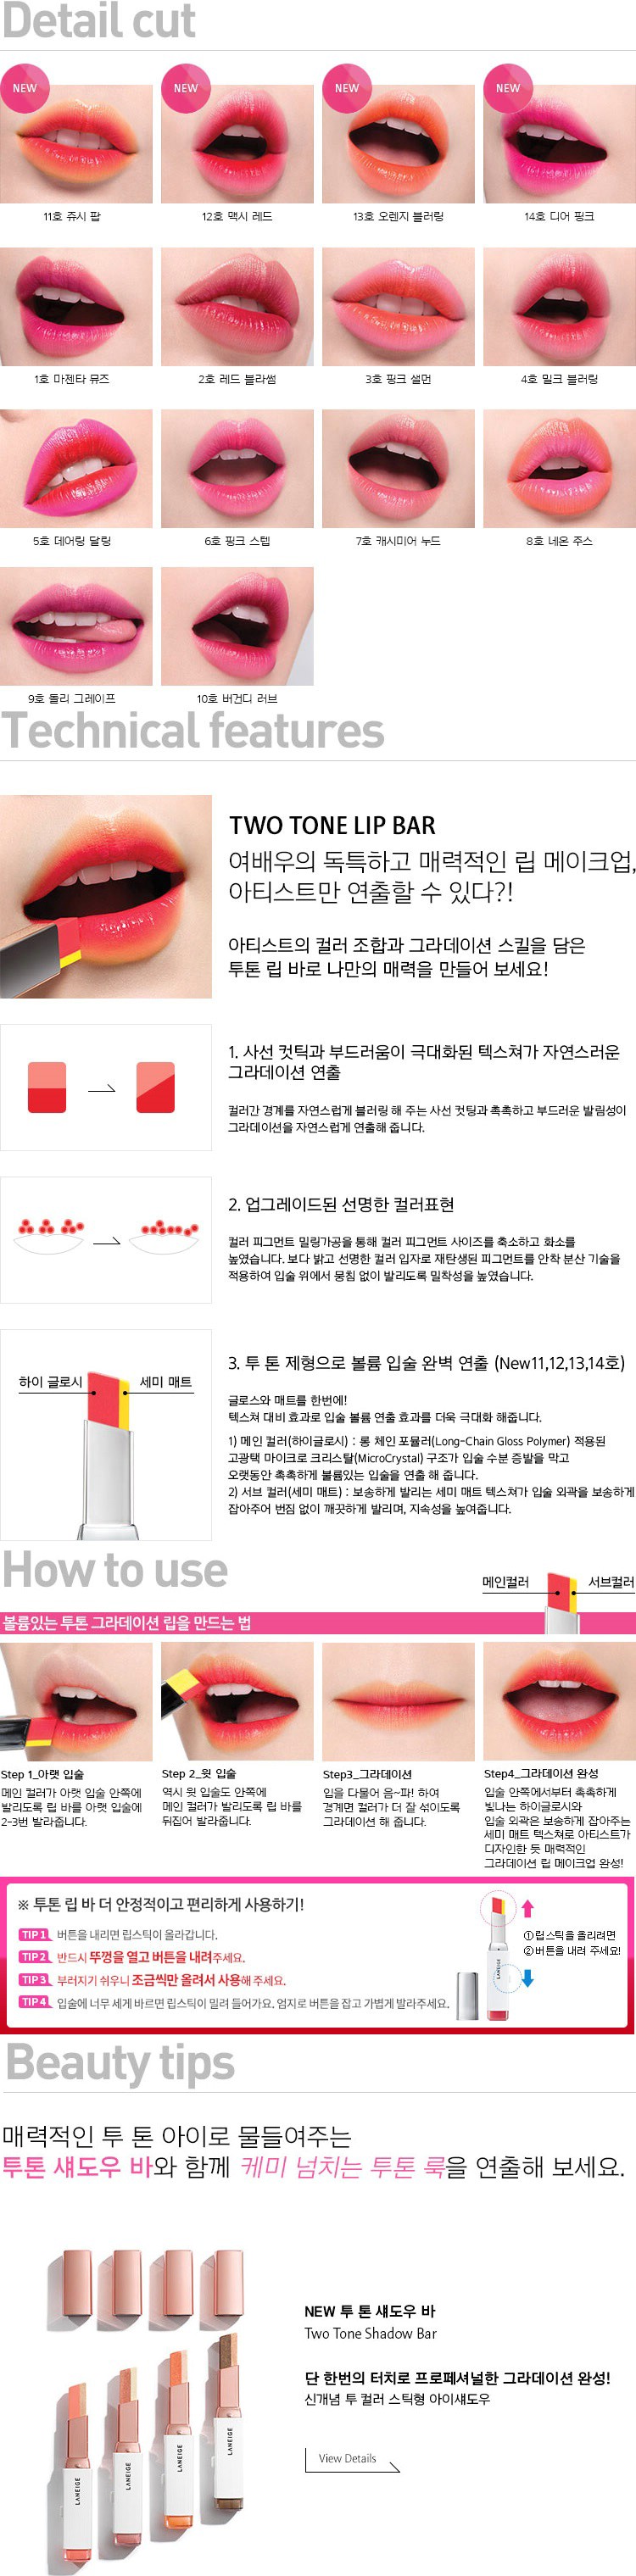 Detail cut
NEW
NEW
NEW
NEW
11호 쥬시 팝
12호 맥시 레드
13호 오렌지 블러링
14호 디어 핑크
1호 마젠타 뮤즈
2호 레드 블라썸
3호 핑크 샐먼
4호 밀크 블러링
5호 데어링 달링
6호 핑크 스텝
7호 캐시미어 누드
8호 네온 주스
9호 돌리 그레이프
10호 버건디 러브
Technical features
TWO TONE LIP BAR
여배우의 독특하고 매력적인 립 메이크업,
아티스트만 연출할 수 있다?!
아티스트의 컬러 조합과 그라데이션 스킬을 담은
투톤 립 바로 나만의 매력을 만들어 보세요!
1. 사선 컷틱과 부드러움이 극대화된 텍스쳐가 자연스러운
그라데이션 연출
컬러간 경계를 자연스럽게 블러링 해 주는 사선 컷팅과 촉촉하고 부드러운 발림성이
그라데이션을 자연스럽게 연출해 줍니다.
2. 업그레이드된 선명한 컬러표현
컬러 피그먼트 밀링가공을 통해 컬러 피그먼트 사이즈를 축소하고 화소를
높였습니다. 보다 밝고 선명한 컬러 입자로 재탄생된 피그먼트를 안착 분산 기술을
적용하여 입술 위에서 뭉침 없이 발리도록 밀착성을 높였습니다.
하이 글로시
세미 매트
3. 투 톤 제형으로 볼륨 입술 완벽 연출 (New11,12,13,14호)
글로스와 매트를 한번에!
텍스쳐 대비 효과로 입술 볼륨 연출 효과를 더욱 극대화 해줍니다.
1) 메인 컬러(하이글로시) : 롱 체인 포뮬러(Long-Chain Gloss Polymer) 적용된
고광택 마이크로 크리스탈(MicroCrystal) 구조가 입술 수분 증발을 막고
오랫동안 촉촉하게 볼륨있는 입술을 연출 해 줍니다.
2) 서브 컬러(세미 매트) : 보송하게 발리는 세미 매트 텍스쳐가 입술 외곽을 보송하게
잡아주어 번짐 없이 깨끗하게 발리며, 지속성을 높여줍니다.
How to use
메인컬러
서브컬러
볼륨있는 투톤 그라데이션 립을 만드는 법
Step 1_아랫 입술
메인 컬러가 아랫 입술 안쪽에
발리도록 립 바를 아랫 입술에
2-3번 발라줍니다.
Step 2_윗 입술
역시 윗 입술도 안쪽에
메인 컬러가 발리도록 립 바를
뒤집어 발라줍니다.
Step3_그라데이션
입을 다물어 음~파! 하여
경계면 컬러가 더 잘 섞이도록
그라데이션 해 줍니다.
Step4_그라데이션 완성
입술 안쪽에서부터 촉촉하게
빛나는 하이글로시와
입술 외곽은 보송하게 잡아주는
세미 매트 텍스쳐로 아티스트가
디자인한 듯 매력적인
그라데이션 립 메이크업 완성!
※ 투톤 립 바 더 안정적이고 편리하게 사용하기!
TIP 1 버튼을 내리면 립스틱이 올라갑니다.
TIP 2 반드시 뚜껑을 열고 버튼을 내려주세요.
TIP 3 부러지기 쉬우니 조금씩만 올려서 사용해 주세요.
TIP 4 입술에 너무 세게 바르면 립스틱이 밀려 들어가요. 엄지로 버튼을 잡고 가볍게 발라주세요.
LANEIGE
① 립스틱을 올리려면
② 버튼을 내려 주세요!
Beauty tips
매력적인 투 톤 아이로 물들여주는
투톤 섀도우 바와 함께 케미 넘치는 투톤 룩을 연출해 보세요.
NEW 투 톤 섀도우 바
Two Tone Shadow Bar
단 한번의 터치로 프로페셔널한 그라데이션 완성!
신개념 투 컬러 스틱형 아이섀도우
View Details
LANEIGE
LANEIGE
LANEIGE
LANEIGE